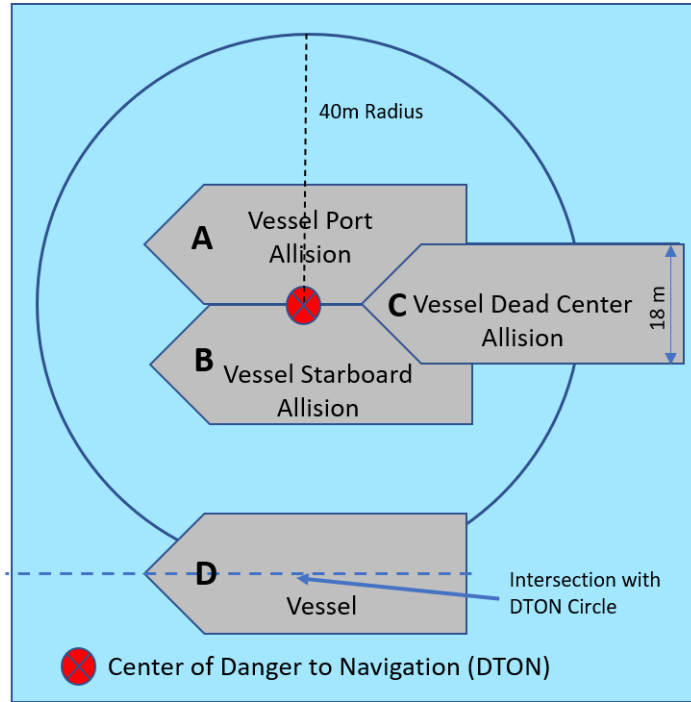 40m Radius
A
Vessel Port
Allision
C
Vessel Dead Center
Allision
18 m
B
Vessel Starboard
Allision
D
Vessel
Intersection with
DTON Circle
Center of Danger to Navigation (DTON)